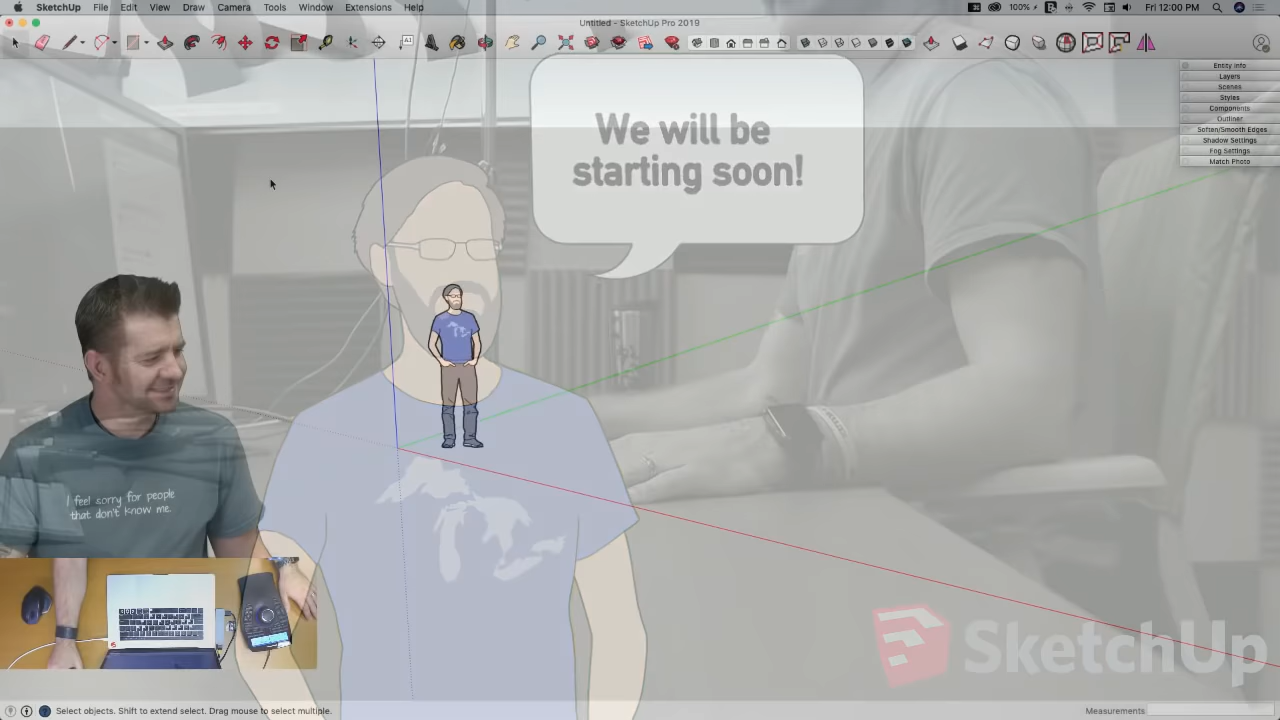 SketchUp File Edit View Draw Camera Tools Window Extensions Help
100% Fri 12:00 PM
Untitled - SketchUp Pro 2019
Entity Info
Layers
Scenes
Styles
Components
Outliner
Soften/Smooth Edges
Shadow Settings
Fog Settings
Match Photo
We will be
starting soon!
I feel sorry for people
that don't know me.
SketchUp
Select objects. Shift to extend select. Drag mouse to select multiple.
Measurements